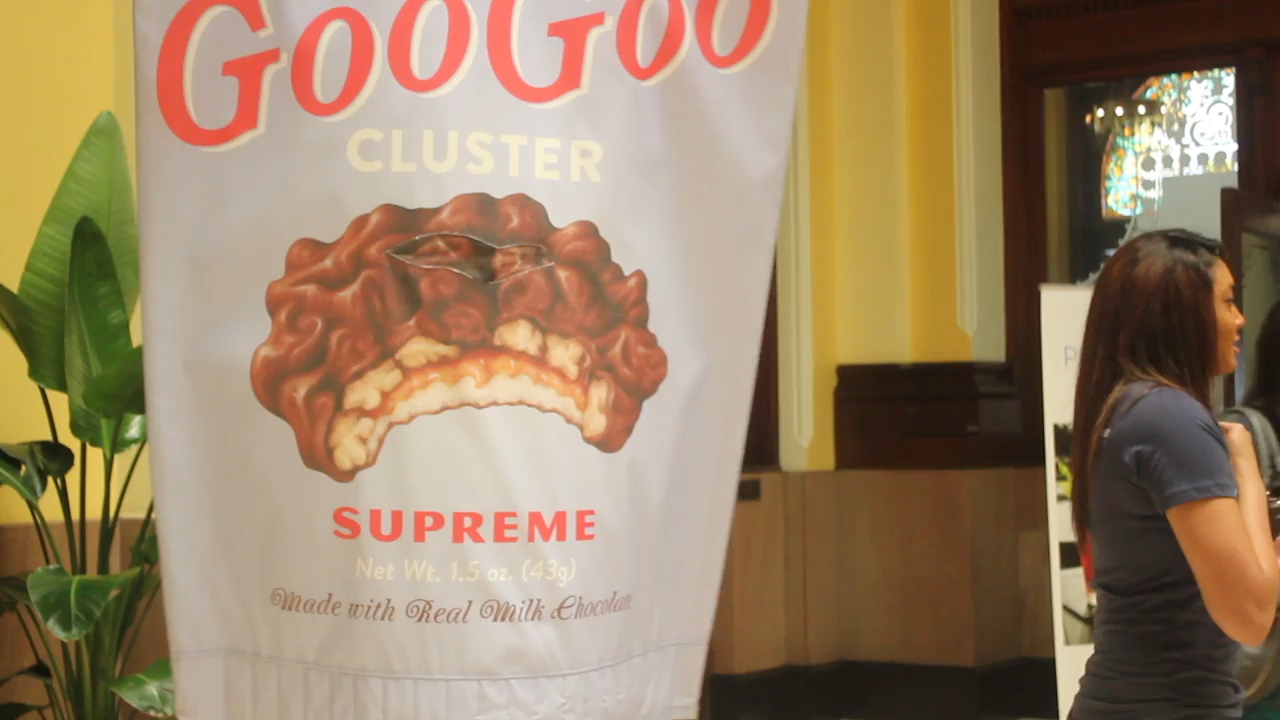 GooGoo
CLUSTER
SUPREME
Net Wt. 1.5 oz. (43g)
Made with Real Milk Chocolate